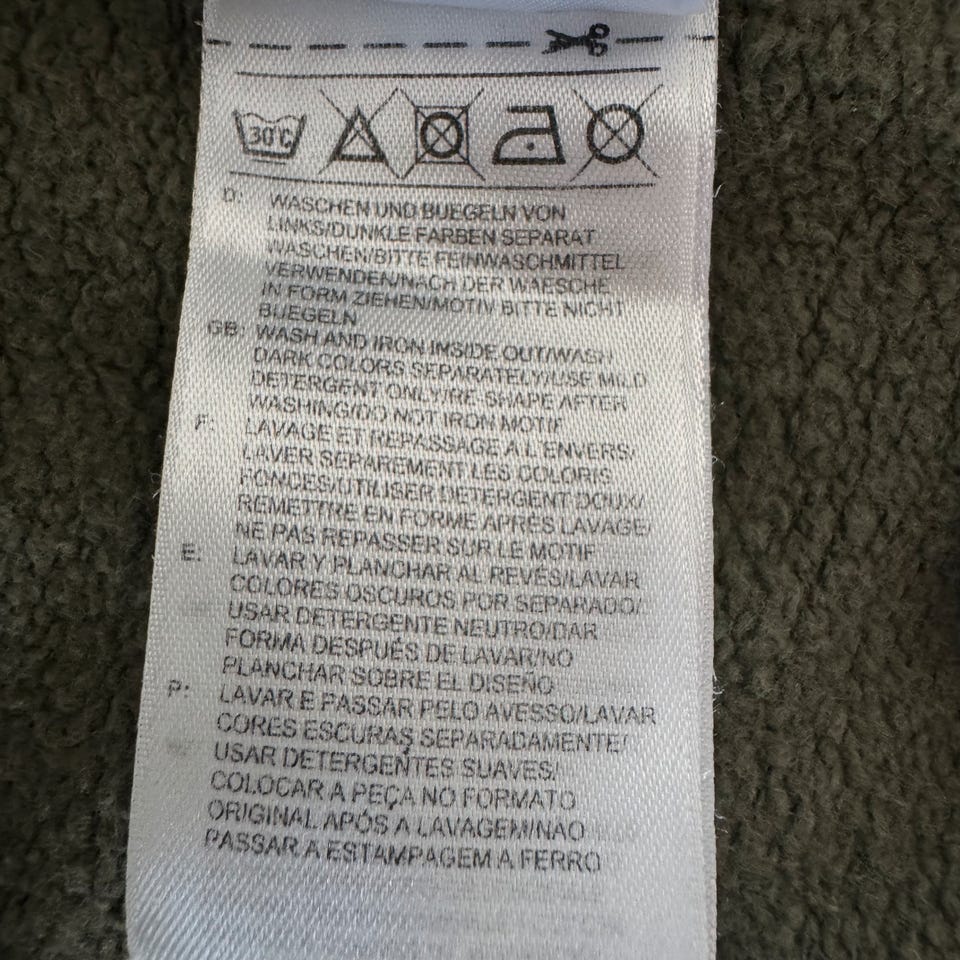 30°C
D: WASCHEN UND BUEGELN VON
LINKS/DUNKLE FARBEN SEPARAT
WASCHEN/BITTE FEINWASCHMITTEL
VERWENDEN/NACH DER WAESCHE
IN FORM ZIEHEN/MOTIV BITTE NICHT
BUEGELN
GB: WASH AND IRON INSIDE OUT/WASH
DARK COLORS SEPARATELY/USE MILD
DETERGENT ONLY/RE SHAPE AFTER
WASHING/DO NOT IRON MOTIF
F: LAVAGE ET REPASSAGE A L'ENVERS/
LAVER SEPAREMENT LES COLORIS
FONCES/UTILISER DETERGENT DOUX/
REMETTRE EN FORME APRÈS LAVAGE/
NE PAS REPASSER SUR LE MOTIF
E: LAVAR Y PLANCHAR AL REVÉS/LAVAR
COLORES OSCUROS POR SEPARADO/
USAR DETERGENTE NEUTRO/DAR
FORMA DESPUÉS DE LAVAR/NO
PLANCHAR SOBRE EL DISEÑO
P: LAVAR E PASSAR PELO AVESSO/LAVAR
CORES ESCURAS SEPARADAMENTE/
USAR DETERGENTES SUAVES/
COLOCAR A PEÇA NO FORMATO
ORIGINAL APÓS A LAVAGEM/NAO
PASSAR A ESTAMPAGEM A FERRO